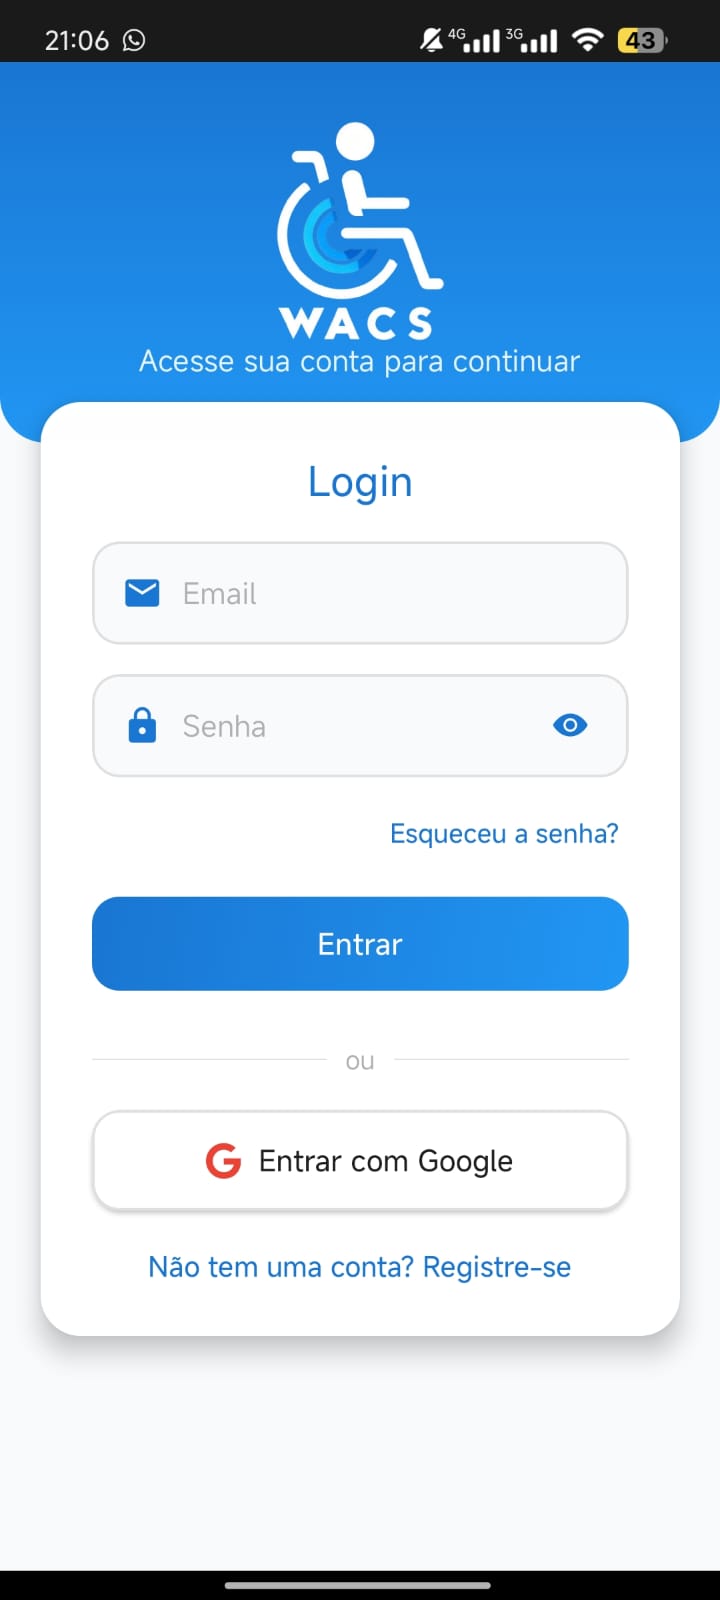 21:06
4G
3G
43
WACS
Acesse sua conta para continuar
Login
Email
Senha
Esqueceu a senha?
Entrar
ou
G Entrar com Google
Não tem uma conta? Registre-se